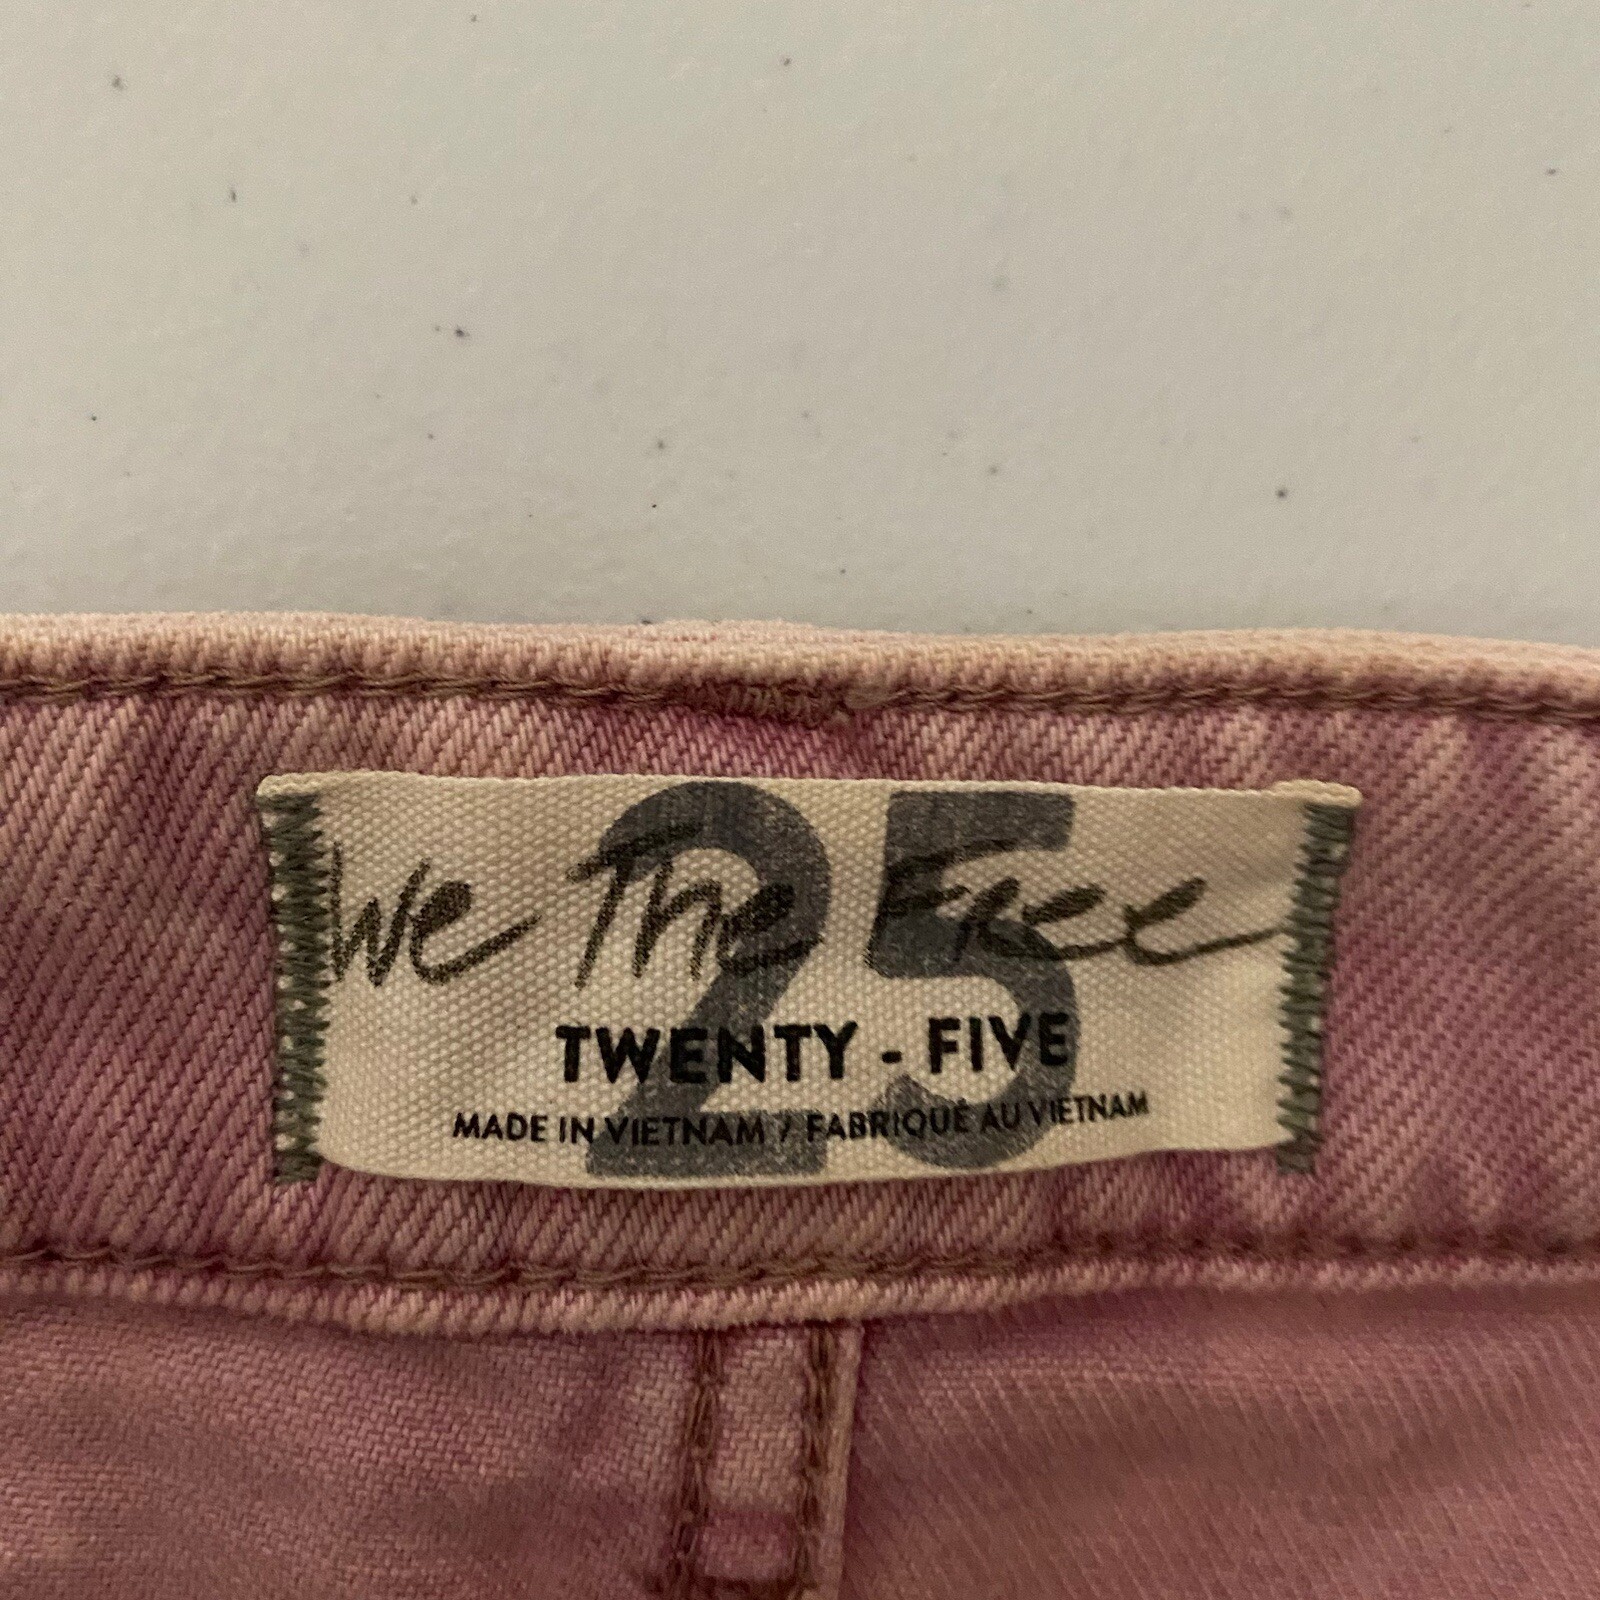 25
We The Free
TWENTY - FIVE
MADE IN VIETNAM / FABRIQUÉ AU VIETNAM